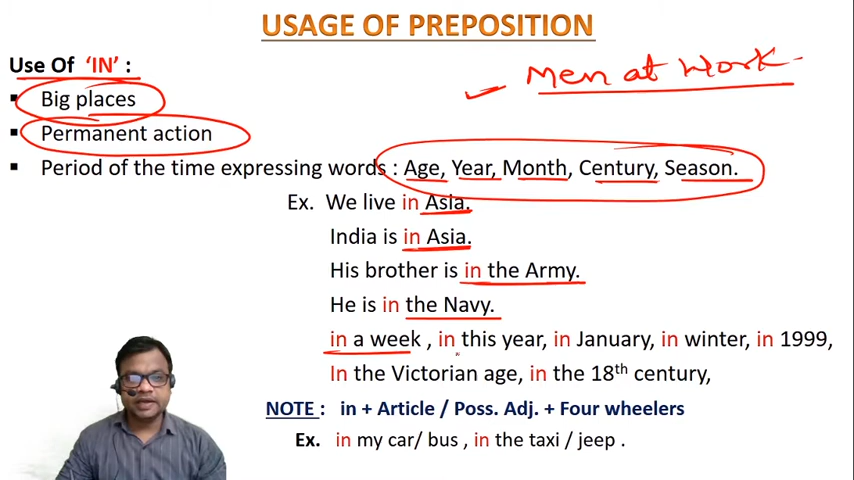 USAGE OF PREPOSITION
Use Of 'IN' :
Men at Work.
▪ Big places
▪ Permanent action
▪ Period of the time expressing words : Age, Year, Month, Century, Season.
Ex. We live in Asia.
India is in Asia.
His brother is in the Army.
He is in the Navy.
in a week , in this year, in January, in winter, in 1999,
In the Victorian age, in the 18th century,
NOTE : in + Article / Poss. Adj. + Four wheelers
Ex. in my car/ bus , in the taxi / jeep .